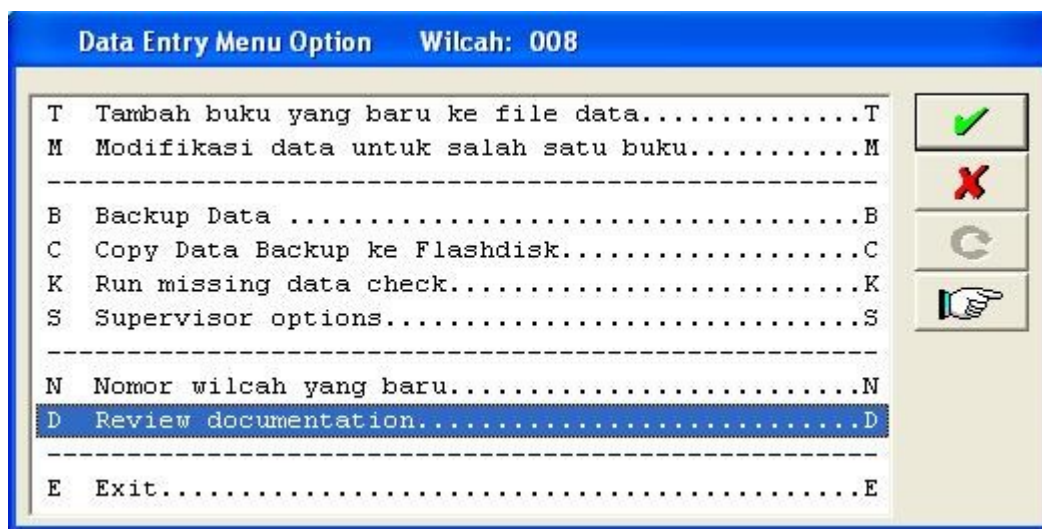 Data Entry Menu Option Wilcah: 008
T Tambah buku yang baru ke file data..............T
M Modifikasi data untuk salah satu buku...........M
----------------------------------------------------
B Backup Data ....................................B
C Copy Data Backup ke Flashdisk...................C
K Run missing data check..........................K
S Supervisor options..............................S
----------------------------------------------------
N Nomor wilcah yang baru..........................N
D Review documentation............................D
----------------------------------------------------
E Exit............................................E